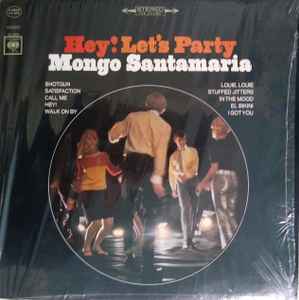 STEREO
Hey! Let's Party
Mongo Santamaria
SHOTGUN
SATISFACTION
CALL ME
HEY!
WALK ON BY
LOUIE, LOUIE
STUFFED JITTERS!
IN THE MOOD
EL BIKINI
I GOT YOU